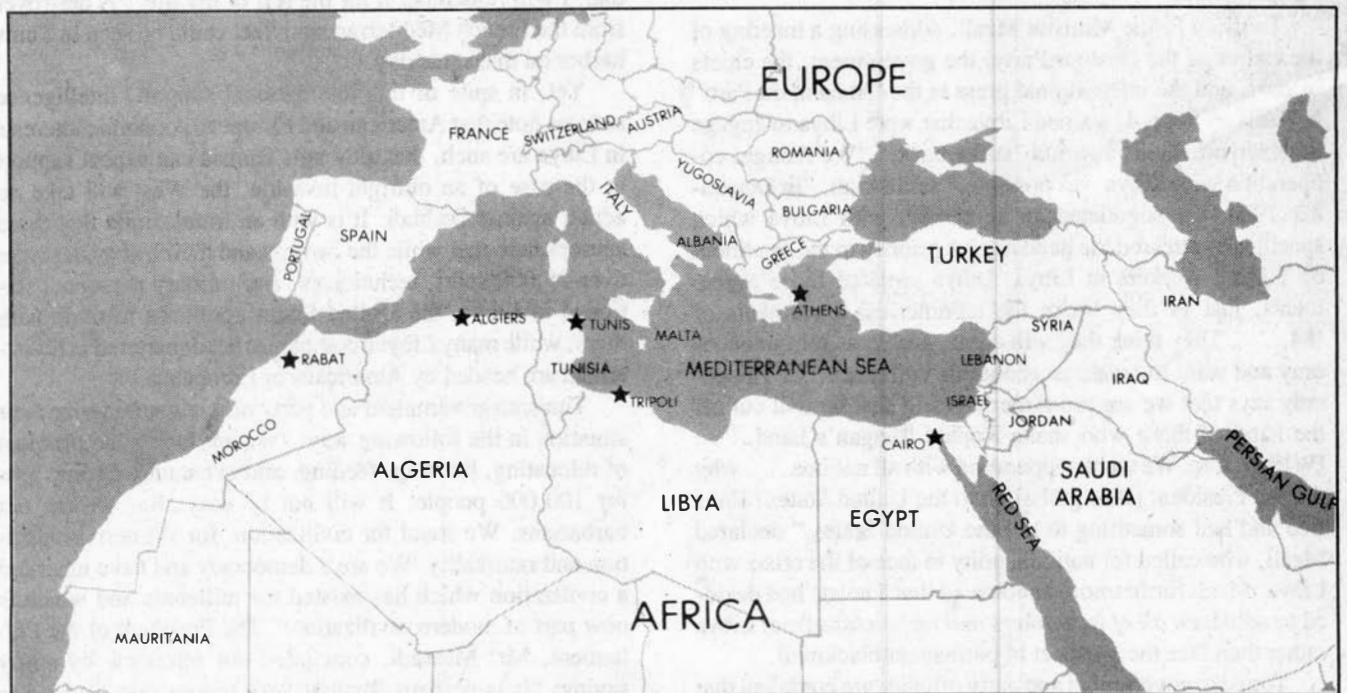 EUROPE
FRANCE
SWITZERLAND
AUSTRIA
ROMANIA
YUGOSLAVIA
ITALY
BULGARIA
PORTUGAL
SPAIN
ALBANIA
GREECE
TURKEY
IRAN
ATHENS
ALGIERS
TUNIS
MALTA
SYRIA
RABAT
TUNISIA
MEDITERRANEAN SEA
LEBANON
IRAQ
TRIPOLI
ISRAEL
JORDAN
MOROCCO
CAIRO
ALGERIA
LIBYA
EGYPT
SAUDI
ARABIA
PERSIAN GULF
RED SEA
AFRICA
MAURITANIA